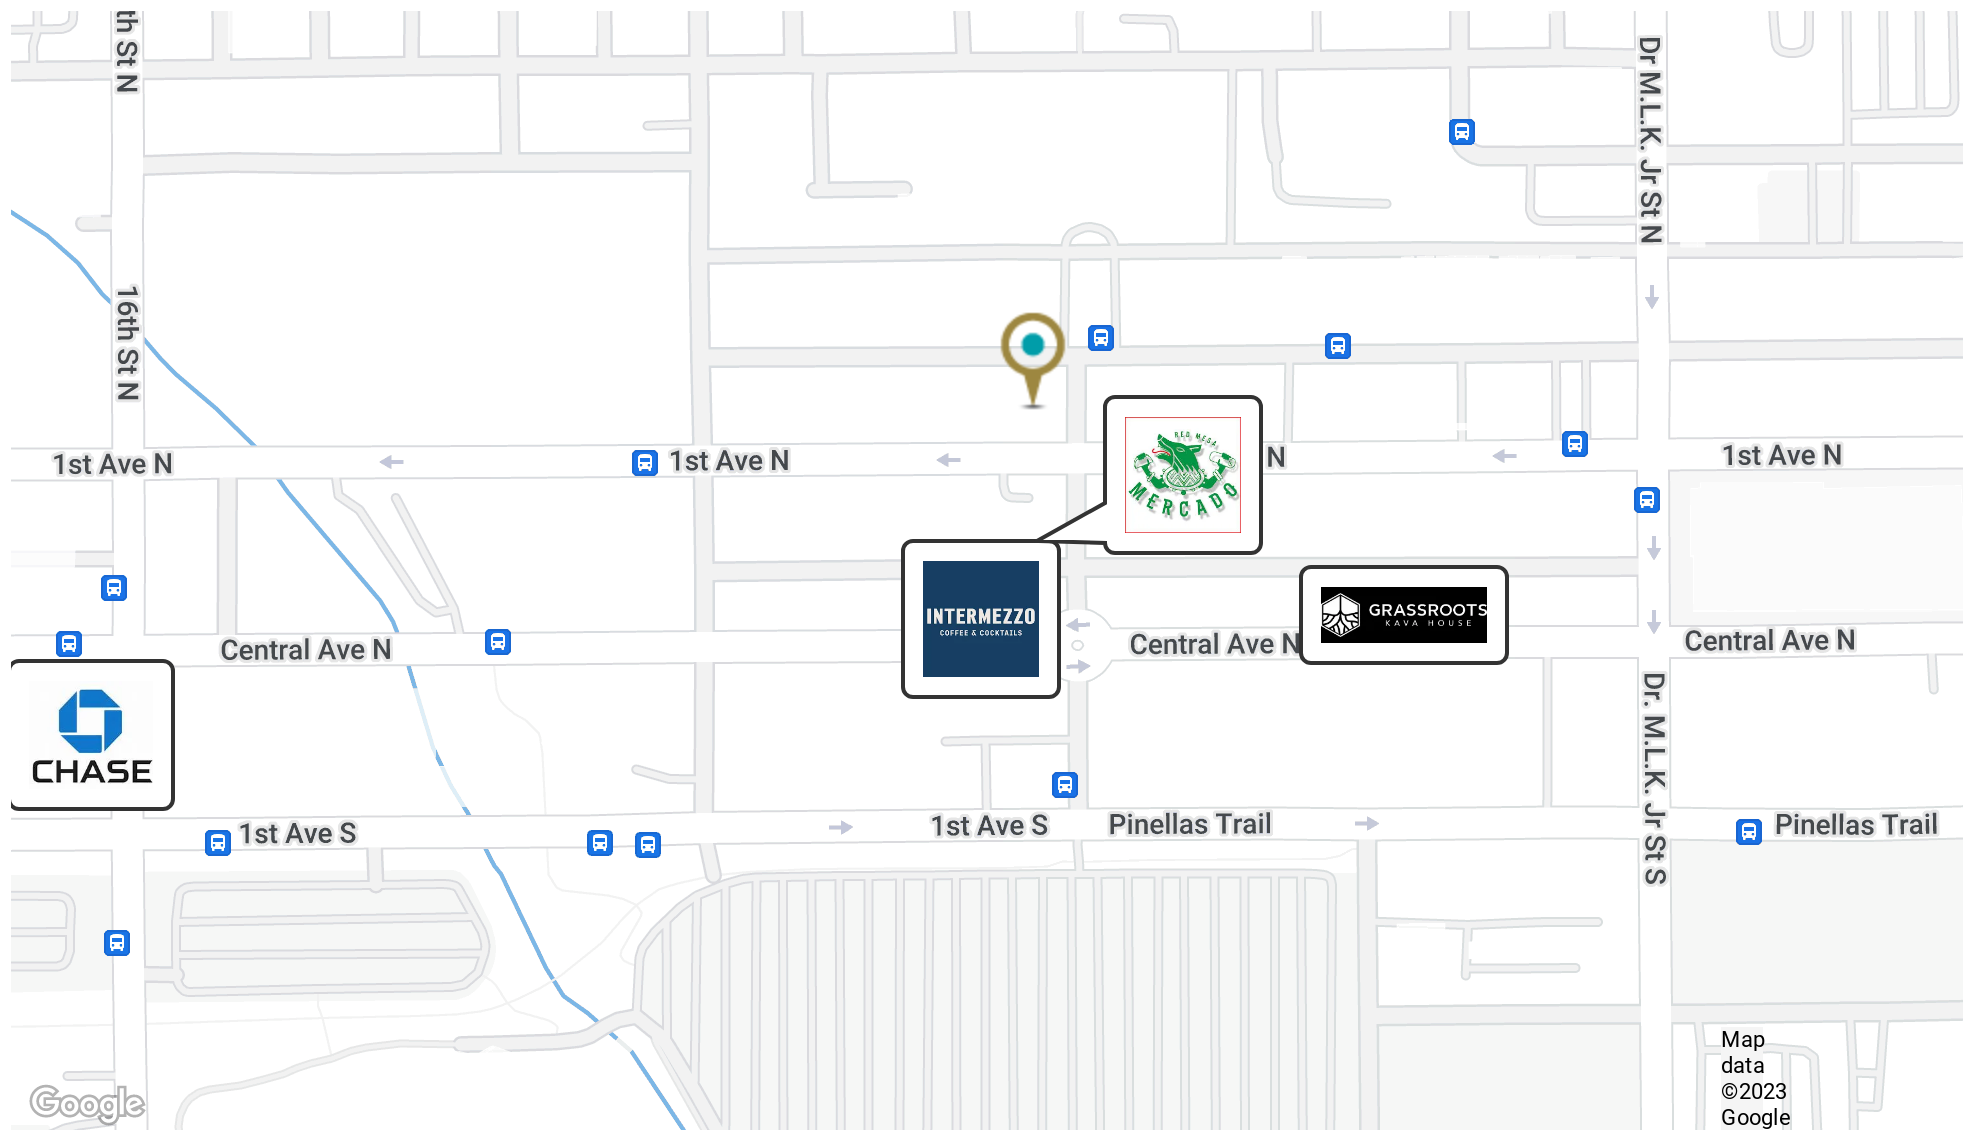 th St N
Dr M.L.K. Jr St N
16th St N
1st Ave N
1st Ave N
N
1st Ave N
RED MESA
MERCADO
INTERMEZZO
COFFEE & COCKTAILS
GRASSROOTS
KAVA HOUSE
Central Ave N
Central Ave N
Central Ave N
CHASE
Dr. M.L.K. Jr St S
1st Ave S
1st Ave S
Pinellas Trail
Pinellas Trail
Google
Map
data
©2023
Google